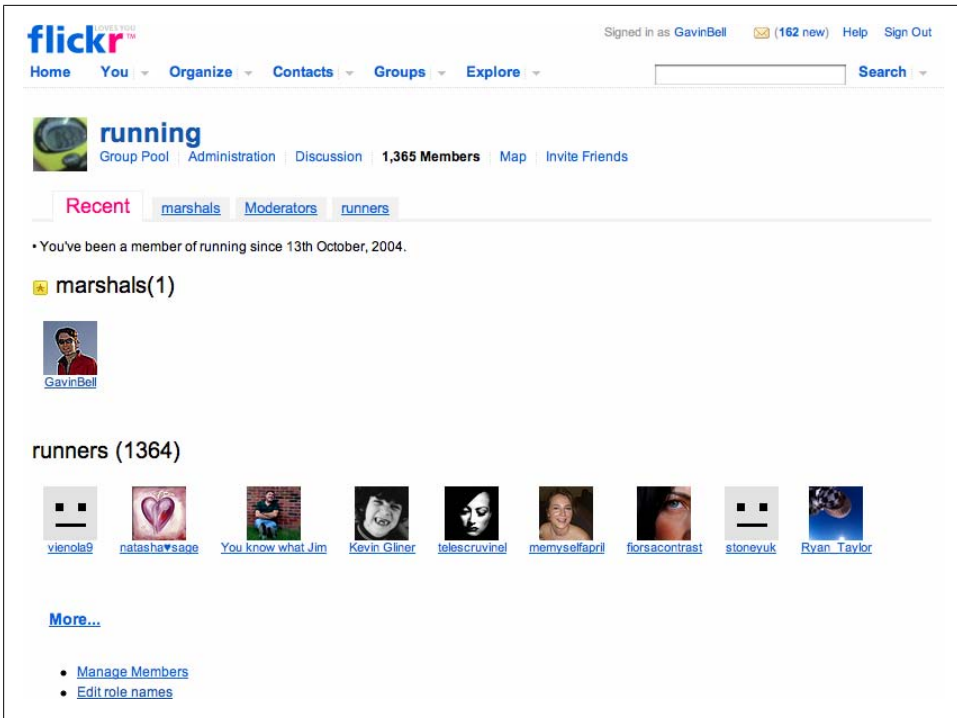 LOVES YOU
flickr™
Signed in as GavinBell (162 new) Help Sign Out
Home You Organize Contacts Groups Explore Search
running
Group Pool Administration Discussion 1,365 Members Map Invite Friends
Recent marshals Moderators runners
• You've been a member of running since 13th October, 2004.
marshals(1)
GavinBell
runners (1364)
vienola9 natasha♥sage You know what Jim Kevin Gliner telescruvinel memyselfapril fiorsacontrast stoneyuk Ryan_Taylor
More...
• Manage Members
• Edit role names